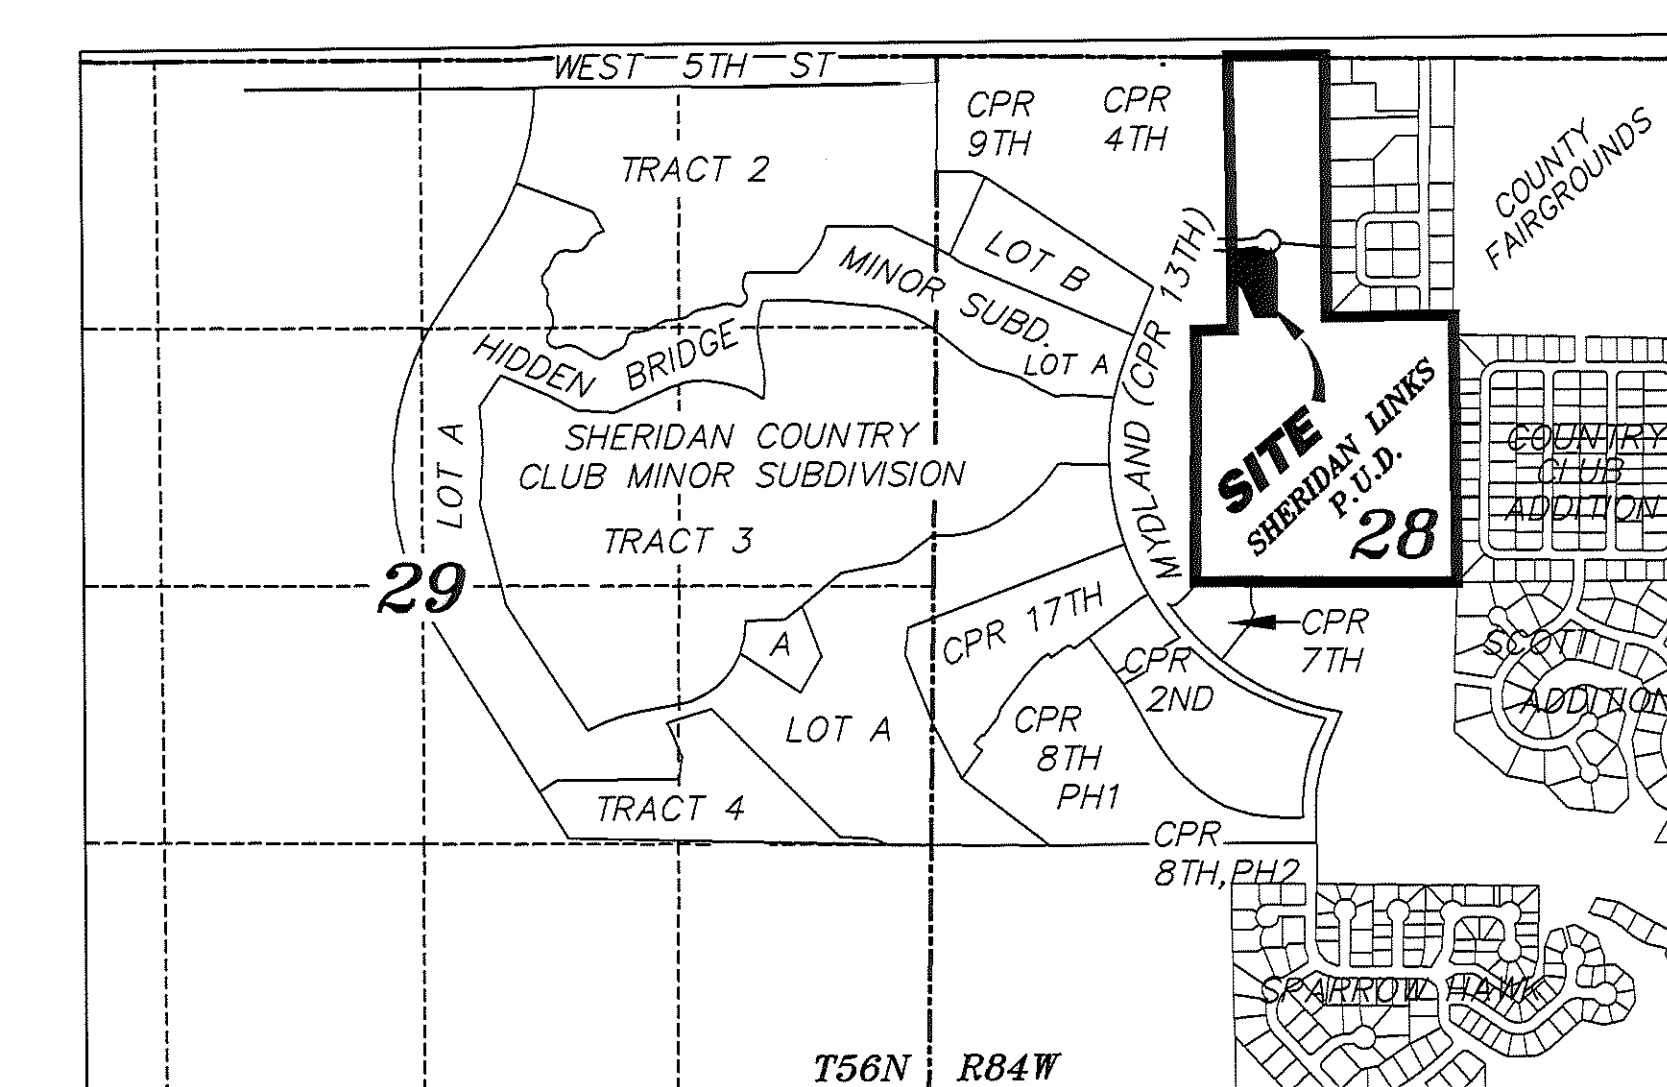 WEST 5TH ST
CPR
9TH
CPR
4TH
TRACT 2
COUNTY
FAIRGROUNDS
LOT B
MINOR SUBD.
LOT A
HIDDEN BRIDGE
MYDLAND (CPR 13TH)
SITE
SHERIDAN LINKS
P.U.D.
28
COUNTRY
CLUB
ADDITION
LOT A
SHERIDAN COUNTRY
CLUB MINOR SUBDIVISION
TRACT 3
29
A
CPR 17TH
CPR
7TH
CPR
2ND
SCOTT
ADDITION
LOT A
CPR
8TH
PH1
TRACT 4
CPR
8TH, PH2
SPARROW HAWK
T56N R84W